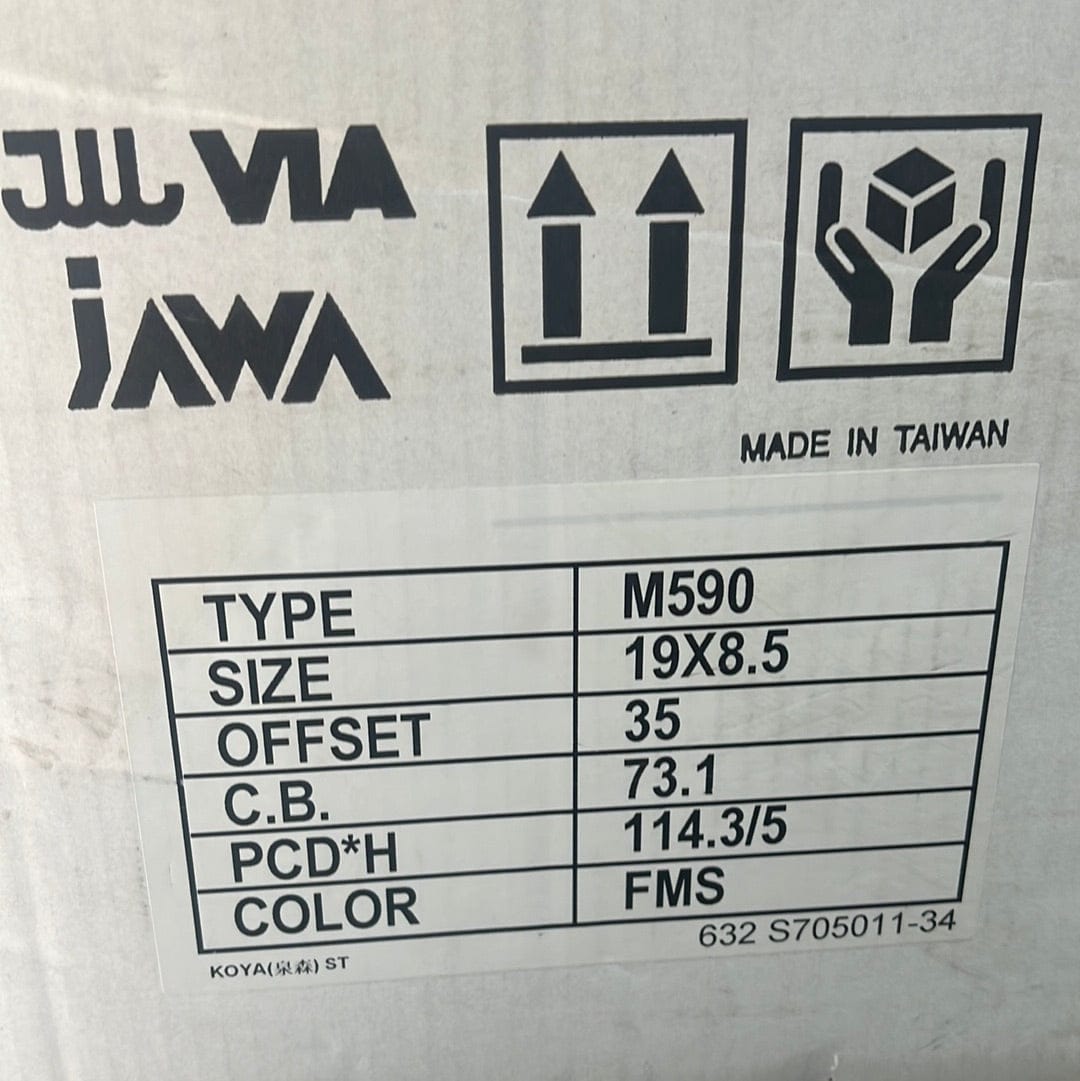 JWL VIA
JAWA
MADE IN TAIWAN
TYPE M590
SIZE 19X8.5
OFFSET 35
C.B. 73.1
PCD*H 114.3/5
COLOR FMS
632 S705011-34
KOYA(泉森) ST